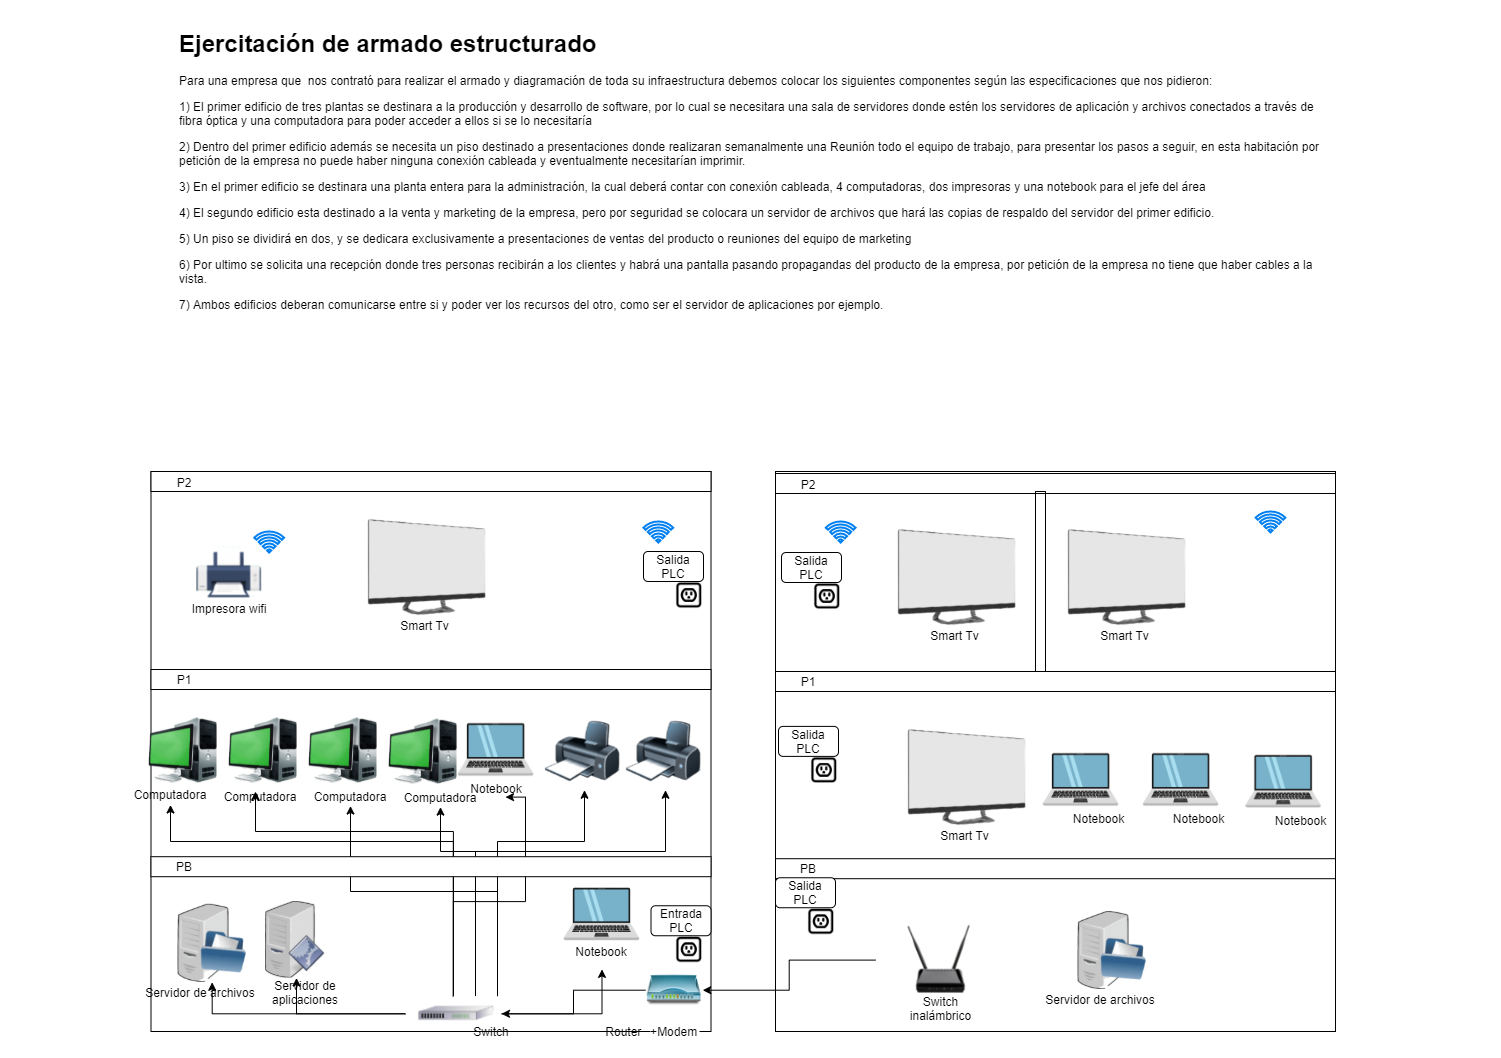 Ejercitación de armado estructurado
Para una empresa que  nos contrató para realizar el armado y diagramación de toda su infraestructura debemos colocar los siguientes componentes según las especificaciones que nos pidieron:
1) El primer edificio de tres plantas se destinara a la producción y desarrollo de software, por lo cual se necesitara una sala de servidores donde estén los servidores de aplicación y archivos conectados a través de
fibra óptica y una computadora para poder acceder a ellos si se lo necesitaría
2) Dentro del primer edificio además se necesita un piso destinado a presentaciones donde realizaran semanalmente una Reunión todo el equipo de trabajo, para presentar los pasos a seguir, en esta habitación por
petición de la empresa no puede haber ninguna conexión cableada y eventualmente necesitarían imprimir.
3) En el primer edificio se destinara una planta entera para la administración, la cual deberá contar con conexión cableada, 4 computadoras, dos impresoras y una notebook para el jefe del área
4) El segundo edificio esta destinado a la venta y marketing de la empresa, pero por seguridad se colocara un servidor de archivos que hará las copias de respaldo del servidor del primer edificio.
5) Un piso se dividirá en dos, y se dedicara exclusivamente a presentaciones de ventas del producto o reuniones del equipo de marketing
6) Por ultimo se solicita una recepción donde tres personas recibirán a los clientes y habrá una pantalla pasando propagandas del producto de la empresa, por petición de la empresa no tiene que haber cables a la
vista.
7) Ambos edificios deberan comunicarse entre si y poder ver los recursos del otro, como ser el servidor de aplicaciones por ejemplo.
P2
Salida
PLC
Impresora wifi
Smart Tv
P1
Computadora
Computadora
Computadora
Computadora
Notebook
PB
Entrada
PLC
Notebook
Servidor de archivos
Servidor de
aplicaciones
Switch
Router +Modem
P2
Salida
PLC
Smart Tv
Smart Tv
P1
Salida
PLC
Smart Tv
Notebook
Notebook
Notebook
PB
Salida
PLC
Switch
inalámbrico
Servidor de archivos